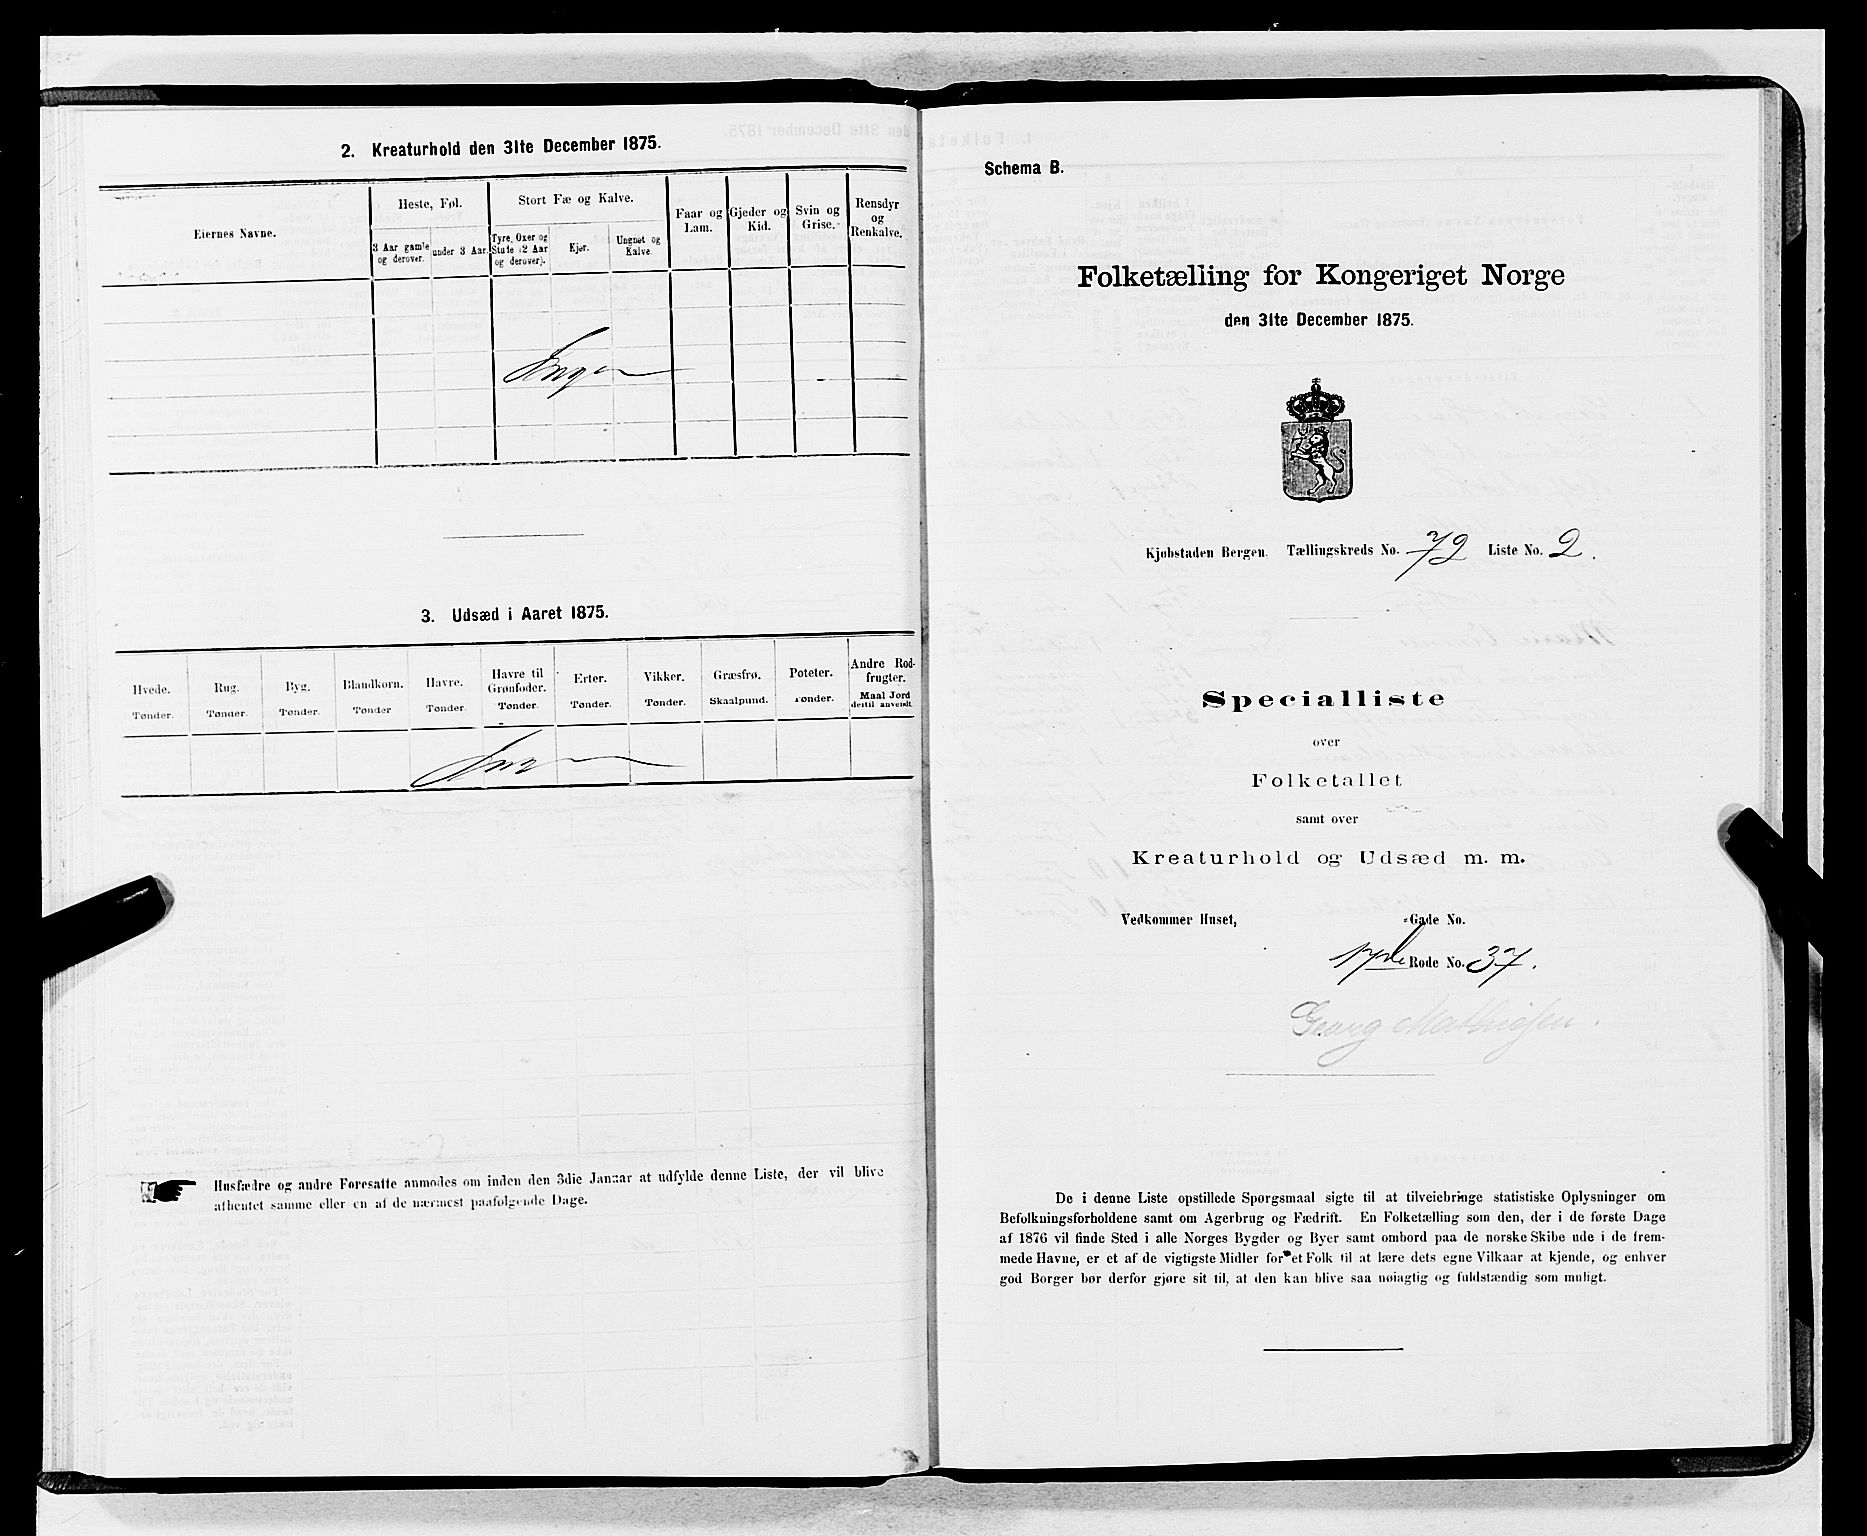 2. Kreaturhold den 31te December 1875.
Eiernes Navne.
Heste, Føl.
3 Aar gamle og derover.
under 3 Aar.
Stort Fæ og Kalve.
Tyre, Oxer og Stude (2 Aar og derover).
Kjer.
Ungnøt og Kalve.
Faar og Lam.
Gjeder og Kid.
Svin og Grise.
Rensdyr og Renkalve.
Ingen
3. Udsæd i Aaret 1875.
Hvede. Tønder.
Rug. Tønder.
Byg. Tønder.
Blandkorn. Tønder
Havre. Tønder.
Havre til Grønfoder. Tønder.
Erter. Tønder.
Vikker. Tønder.
Græsfrø. Skaalpund.
Poteter. Tønder.
Andre Rodfrugter. Maal Jord dertil anvendt.
Ingen
Husfædre og andre Foresatte anmodes om inden den 3die Januar at udfylde denne Liste, der vil blive
afhentet samme eller en af de nærmest paafølgende Dage.
Schema B.
Folketælling for Kongeriget Norge
den 31te December 1875.
Kjøbstaden Bergen. Tællingskreds No. 72 Liste No. 2.
Specialliste
over
Folketallet
samt over
Kreaturhold og Udsæd m. m.
Vedkommer Huset, -Gade No.
17de Rode No. 37.
Georg Mathiesen.
De i denne Liste opstillede Spørgsmaal sigte til at tilveiebringe statistiske Oplysninger om
Befolkningsforholdene samt om Agerbrug og Fædrift. En Folketælling som den, der i de første Dage
af 1876 vil finde Sted i alle Norges Bygder og Byer samt ombord paa de norske Skibe ude i de frem-
mede Havne, er et af de vigtigste Midler for et Folk til at lære dets egne Vilkaar at kjende, og enhver
god Borger bør derfor gjøre sit til, at den kan blive saa nøiagtig og fuldstændig som muligt.